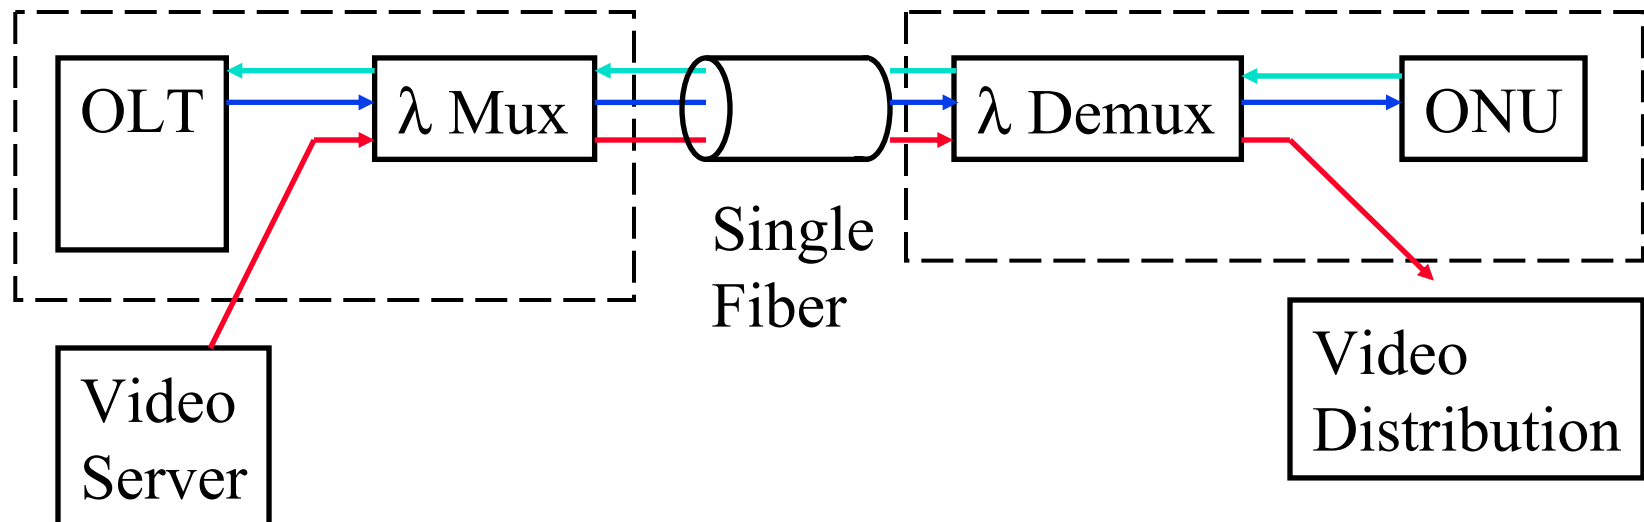 OLT
λ Mux
λ Demux
ONU
Single
Fiber
Video
Server
Video
Distribution